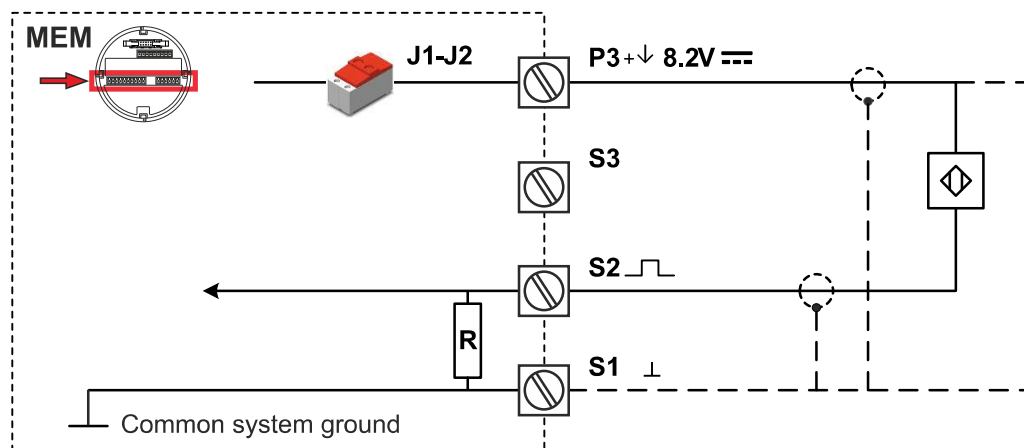 MEM
J1-J2
P3+↓ 8.2V
S3
S2
R
S1
Common system ground